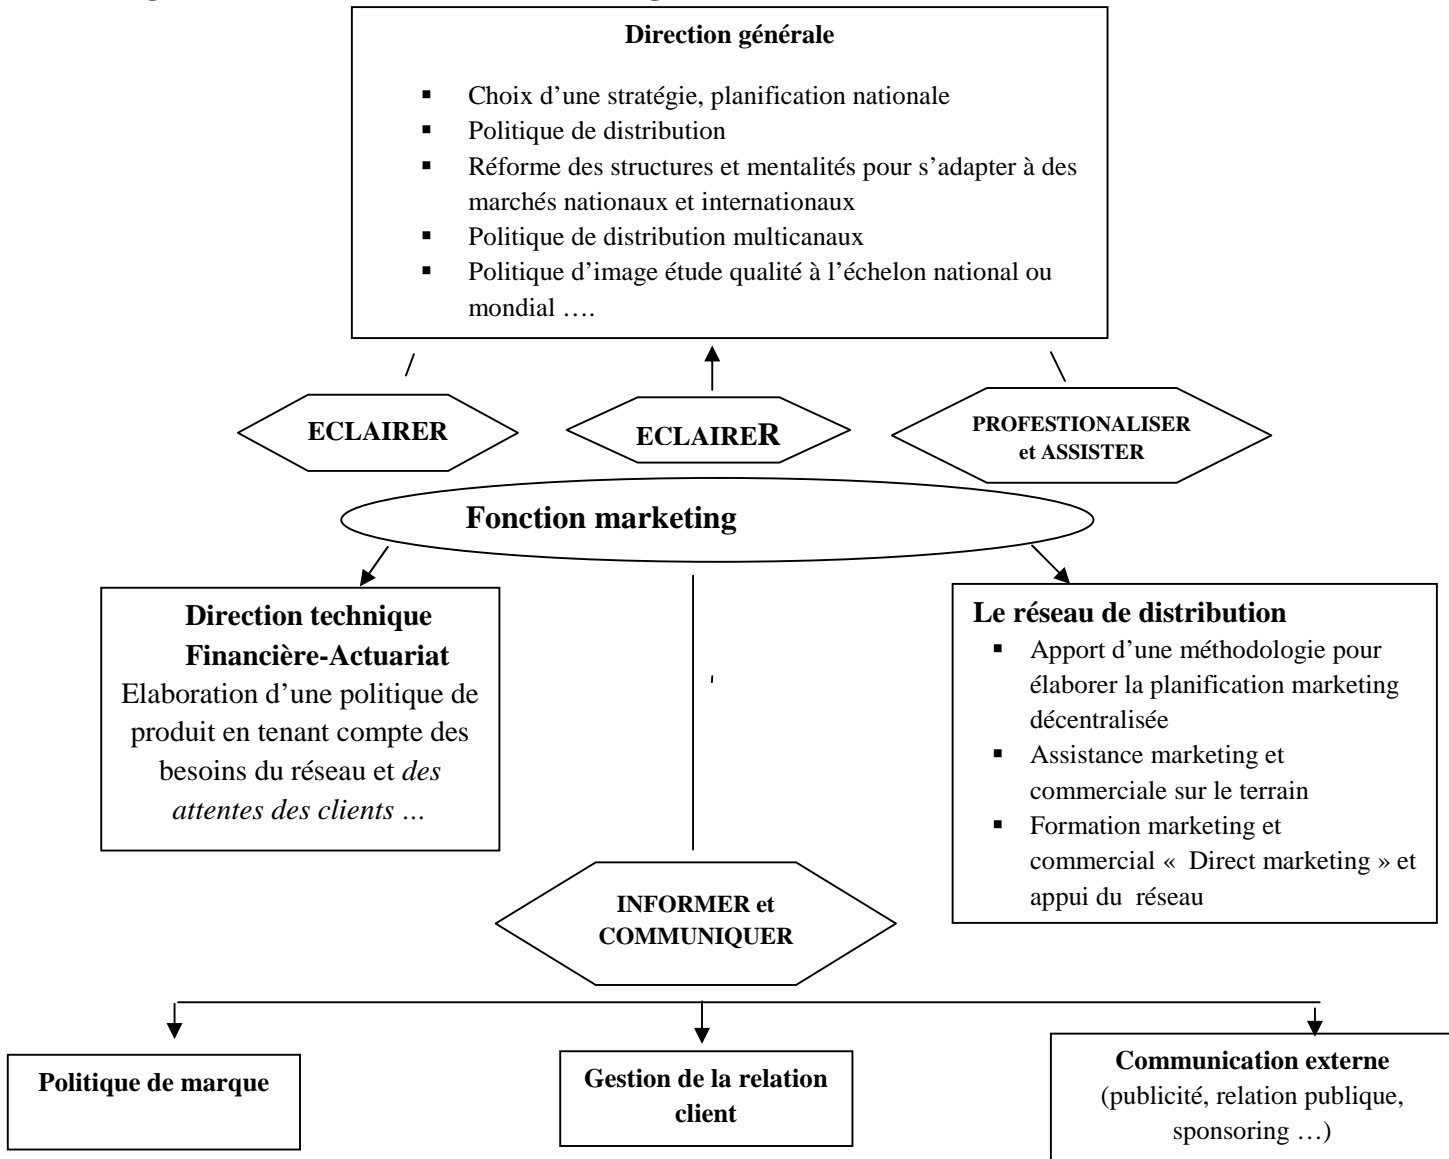 Direction générale
▪ Choix d’une stratégie, planification nationale
▪ Politique de distribution
▪ Réforme des structures et mentalités pour s’adapter à des
marchés nationaux et internationaux
▪ Politique de distribution multicanaux
▪ Politique d’image étude qualité à l’échelon national ou
mondial ….
ECLAIRER
ECLAIRER
PROFESTIONALISER
et ASSISTER
Fonction marketing
Direction technique
Financière-Actuariat
Elaboration d’une politique de
produit en tenant compte des
besoins du réseau et des
attentes des clients …
Le réseau de distribution
▪ Apport d’une méthodologie pour
élaborer la planification marketing
décentralisée
▪ Assistance marketing et
commerciale sur le terrain
▪ Formation marketing et
commercial « Direct marketing » et
appui du réseau
INFORMER et
COMMUNIQUER
Politique de marque
Gestion de la relation
client
Communication externe
(publicité, relation publique,
sponsoring …)